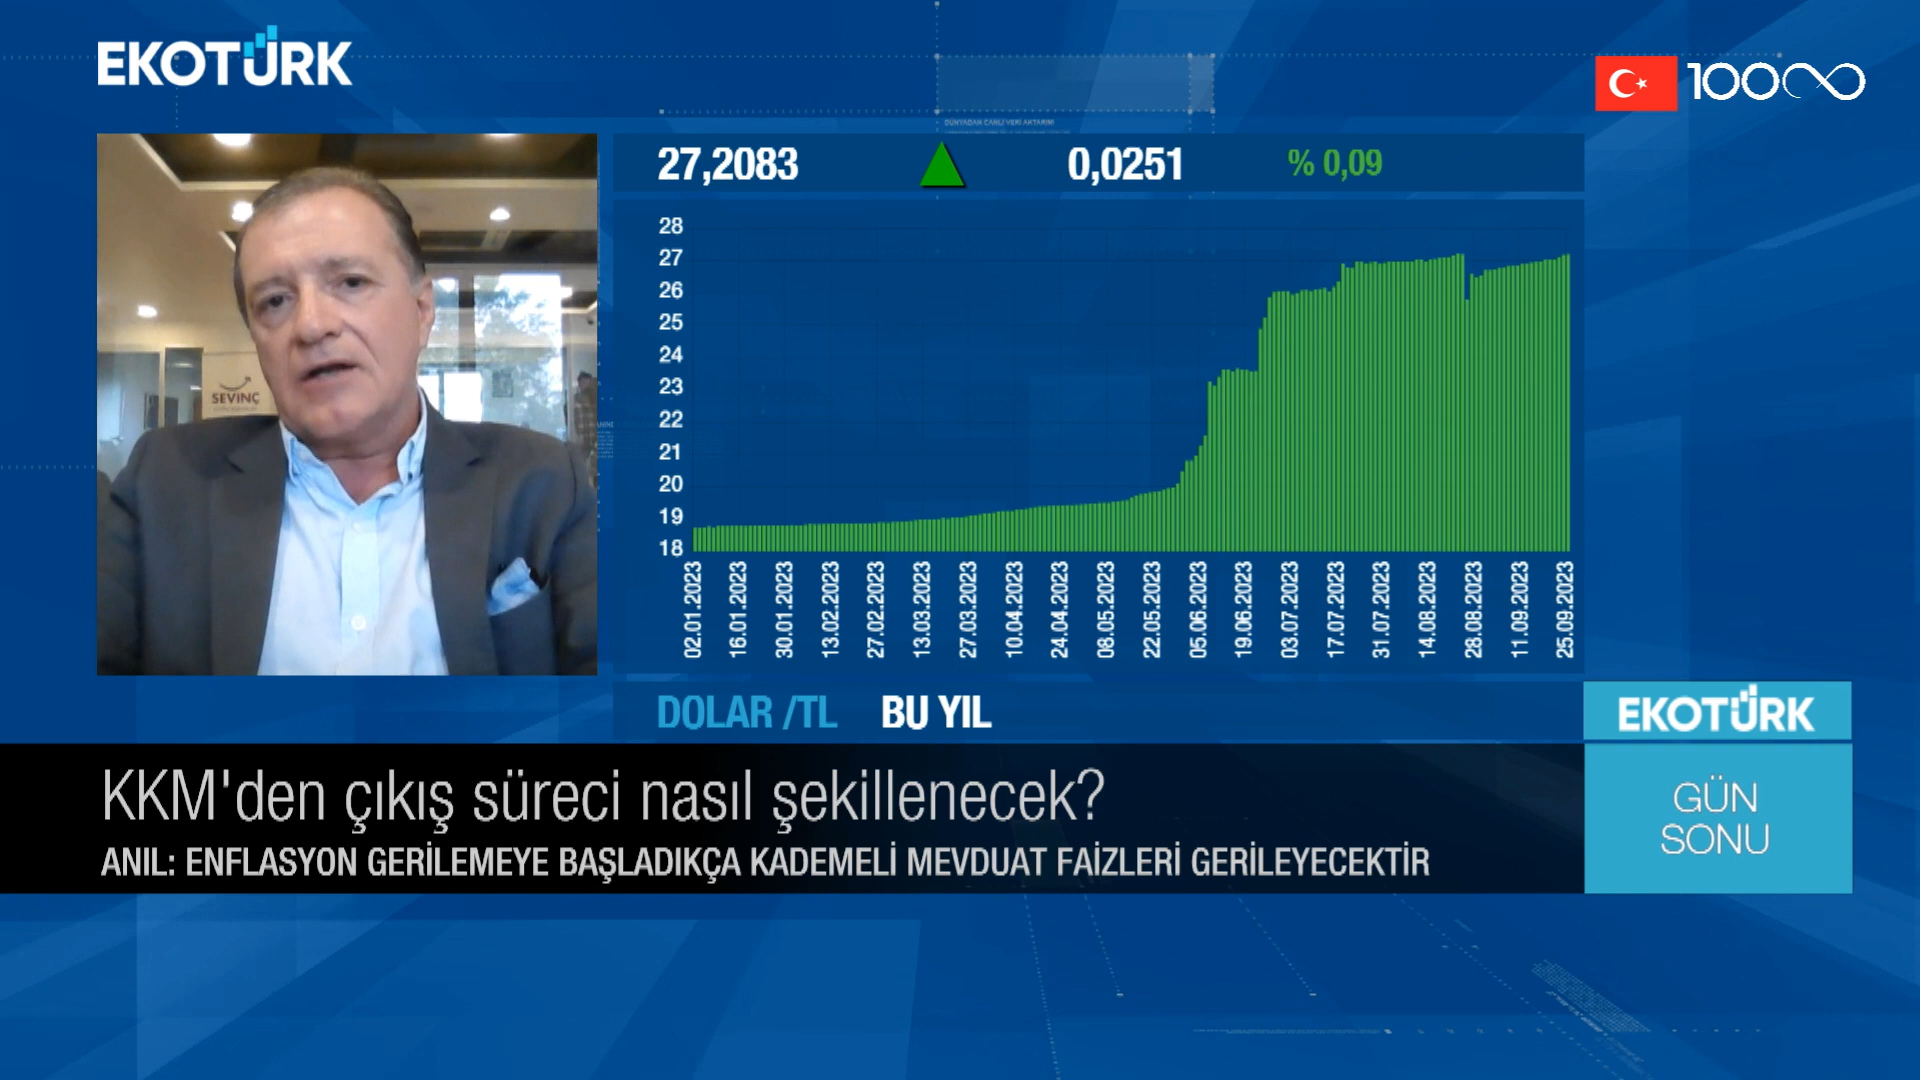 EKOTÜRK
100
DÜNYADAN CANLI VERİ AKTARIMI
27,2083 0,0251 % 0,09
28
27
26
25
24
23
22
21
20
19
18
02.01.2023 16.01.2023 30.01.2023 13.02.2023 27.02.2023 13.03.2023 27.03.2023 10.04.2023 24.04.2023 08.05.2023 22.05.2023 05.06.2023 19.06.2023 03.07.2023 17.07.2023 31.07.2023 14.08.2023 28.08.2023 11.09.2023 25.09.2023
SEVİNÇ
DOLAR /TL BU YIL
EKOTÜRK
KKM'den çıkış süreci nasıl şekillenecek?
ANIL: ENFLASYON GERİLEMEYE BAŞLADIKÇA KADEMELİ MEVDUAT FAİZLERİ GERİLEYECEKTİR
GÜN
SONU